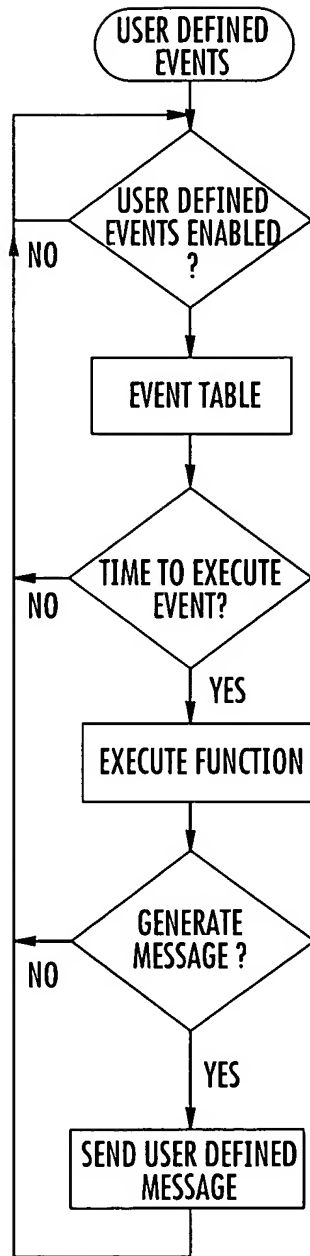 USER DEFINED
EVENTS
USER DEFINED
EVENTS ENABLED
?
NO
EVENT TABLE
TIME TO EXECUTE
EVENT?
NO
YES
EXECUTE FUNCTION
GENERATE
MESSAGE ?
NO
YES
SEND USER DEFINED
MESSAGE